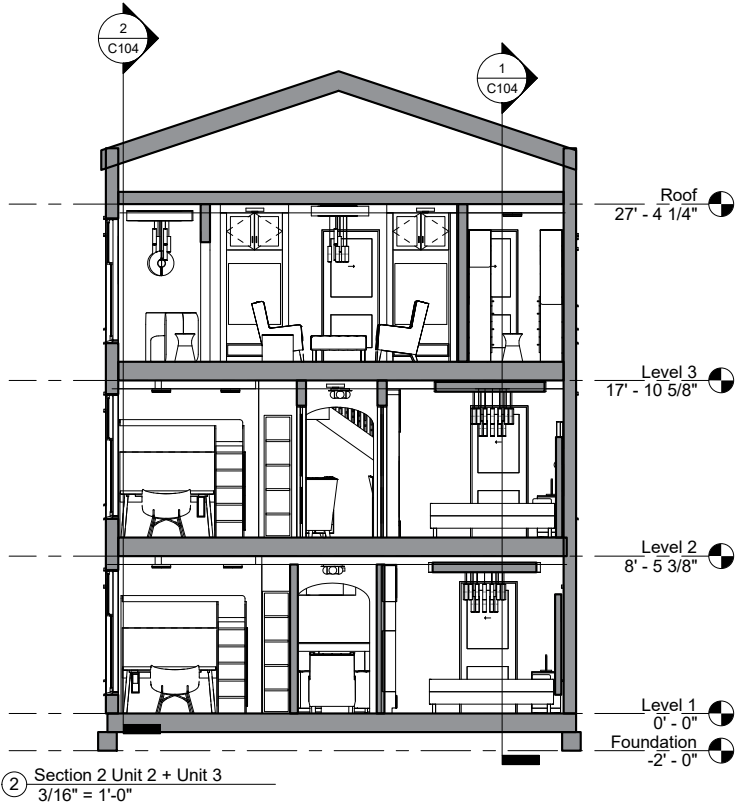 2
C104
1
C104
Roof
27' - 4 1/4"
Level 3
17' - 10 5/8"
Level 2
8' - 5 3/8"
Level 1
0' - 0"
Foundation
-2' - 0"
2 Section 2 Unit 2 + Unit 3
3/16" = 1'-0"